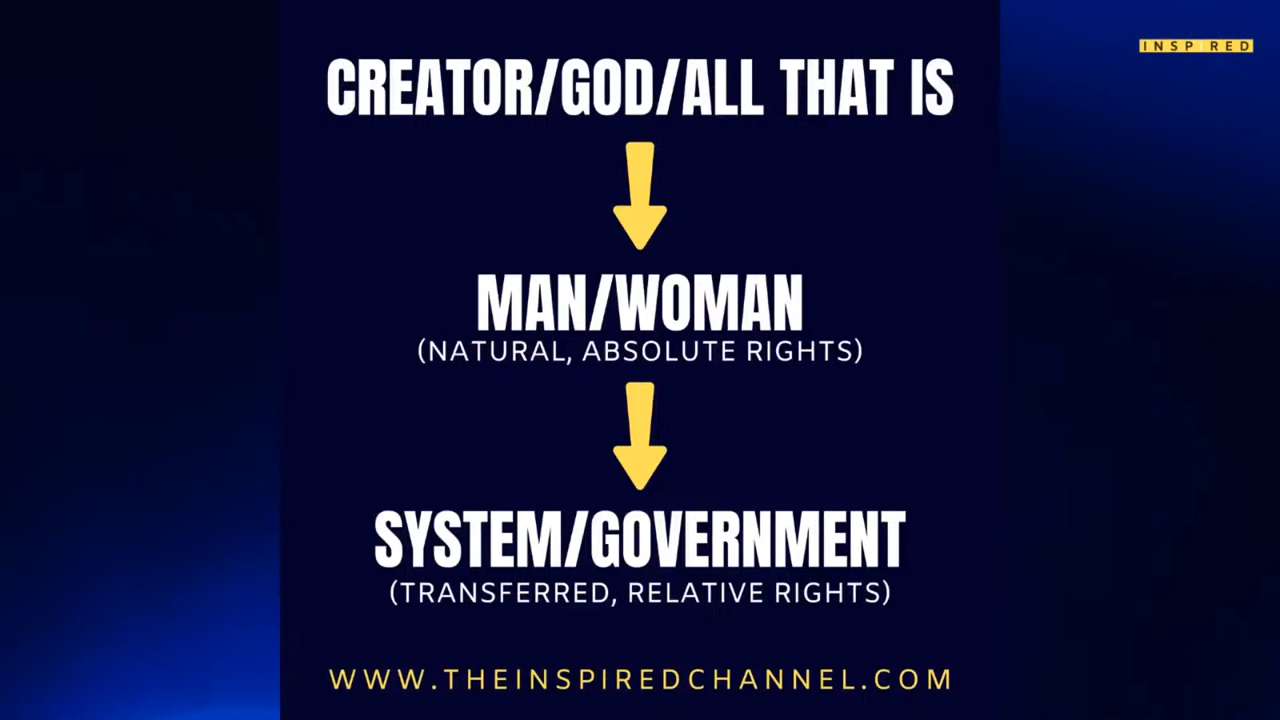 INSPIRED
CREATOR/GOD/ALL THAT IS
MAN/WOMAN
(NATURAL, ABSOLUTE RIGHTS)
SYSTEM/GOVERNMENT
(TRANSFERRED, RELATIVE RIGHTS)
WWW.THEINSPIREDCHANNEL.COM